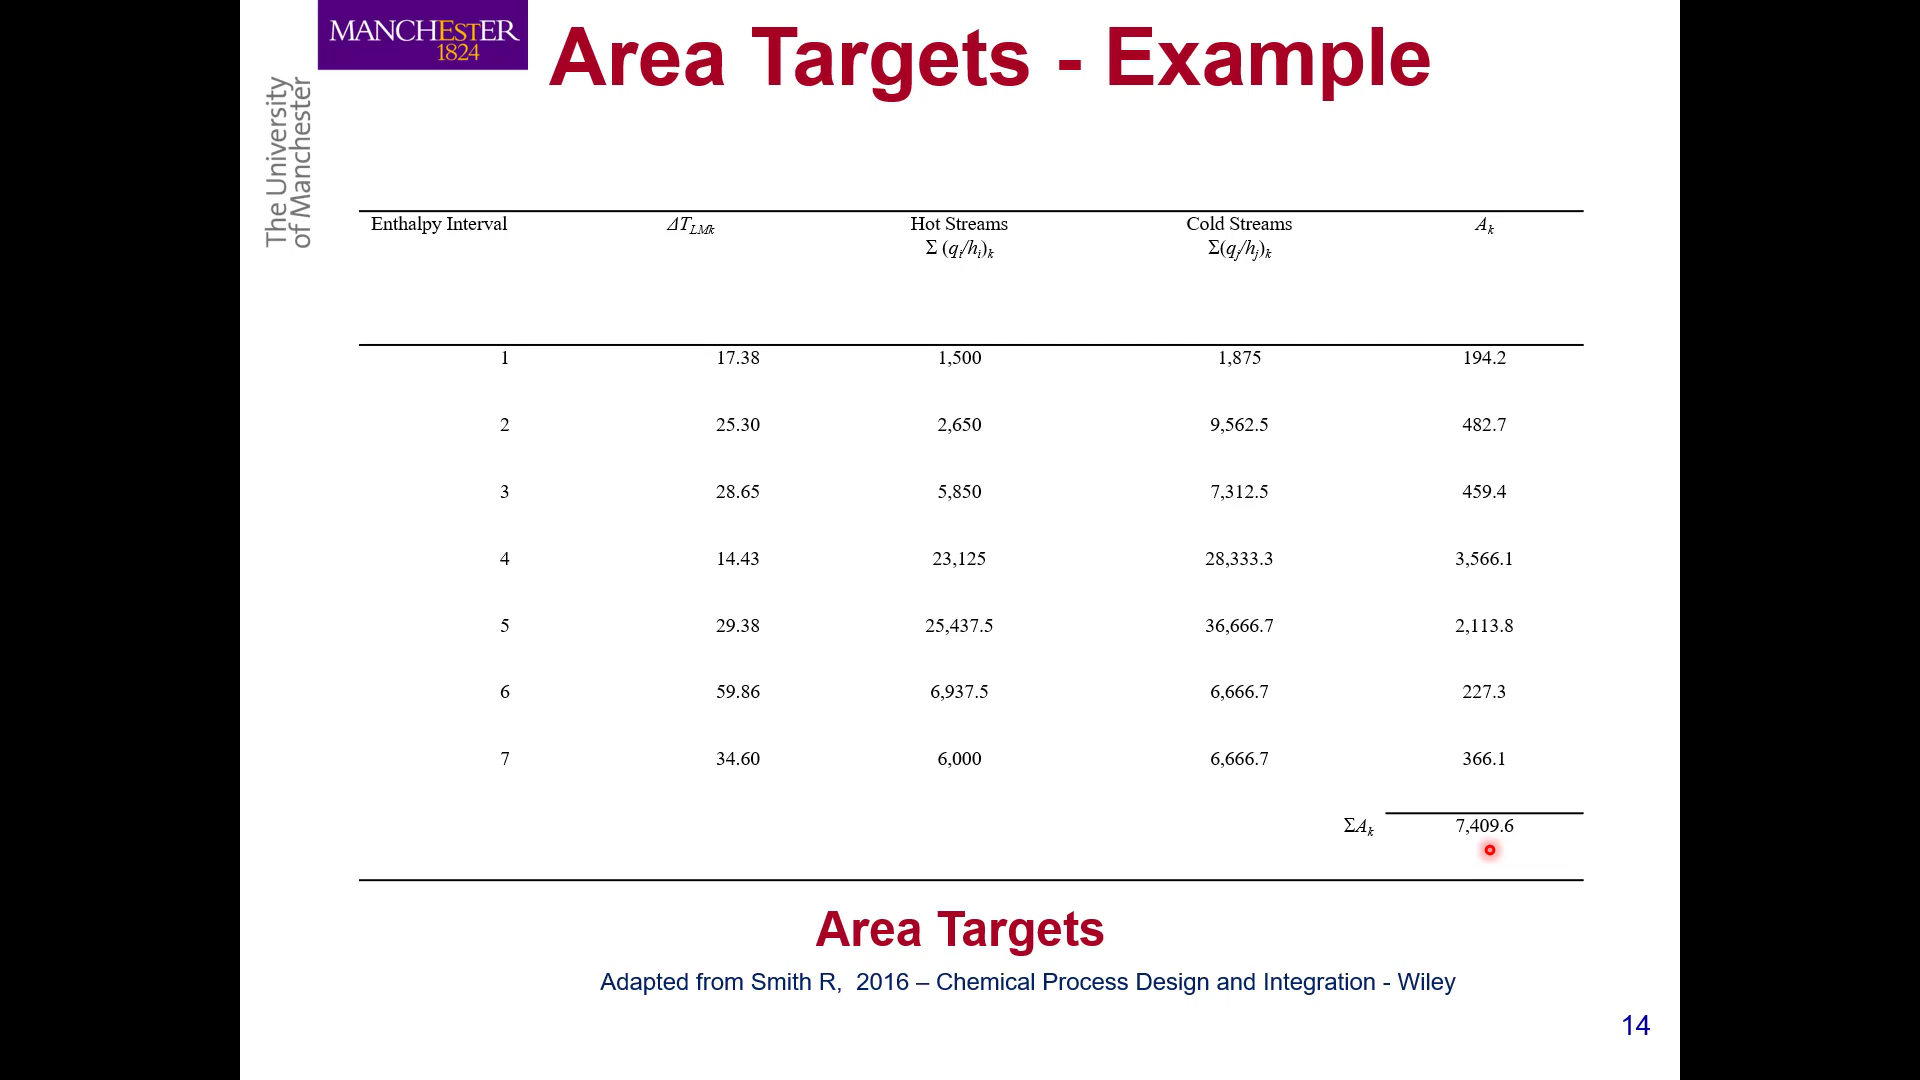 MANCHESTER
1824
The University
of Manchester
Area Targets - Example
Enthalpy Interval ΔT_LMk Hot Streams Cold Streams A_k
Σ (q_i/h_i)_k Σ(q_j/h_j)_k
1 17.38 1,500 1,875 194.2
2 25.30 2,650 9,562.5 482.7
3 28.65 5,850 7,312.5 459.4
4 14.43 23,125 28,333.3 3,566.1
5 29.38 25,437.5 36,666.7 2,113.8
6 59.86 6,937.5 6,666.7 227.3
7 34.60 6,000 6,666.7 366.1
ΣA_k 7,409.6
Area Targets
Adapted from Smith R, 2016 – Chemical Process Design and Integration - Wiley
14